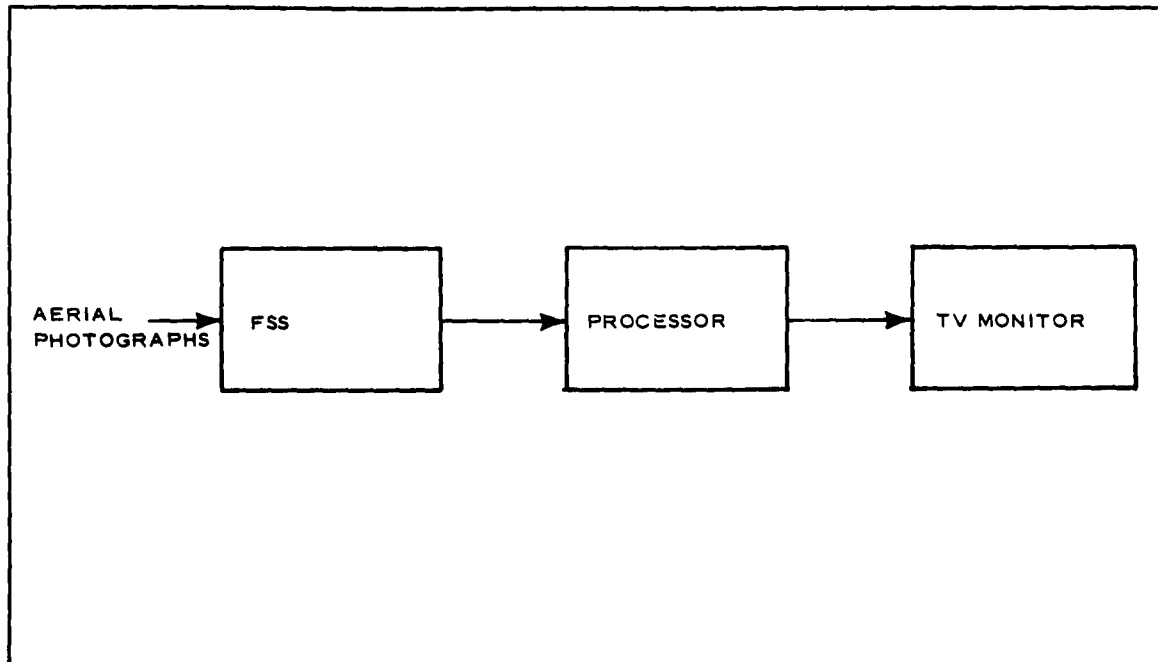 AERIAL
PHOTOGRAPHS
FSS
PROCESSOR
TV MONITOR